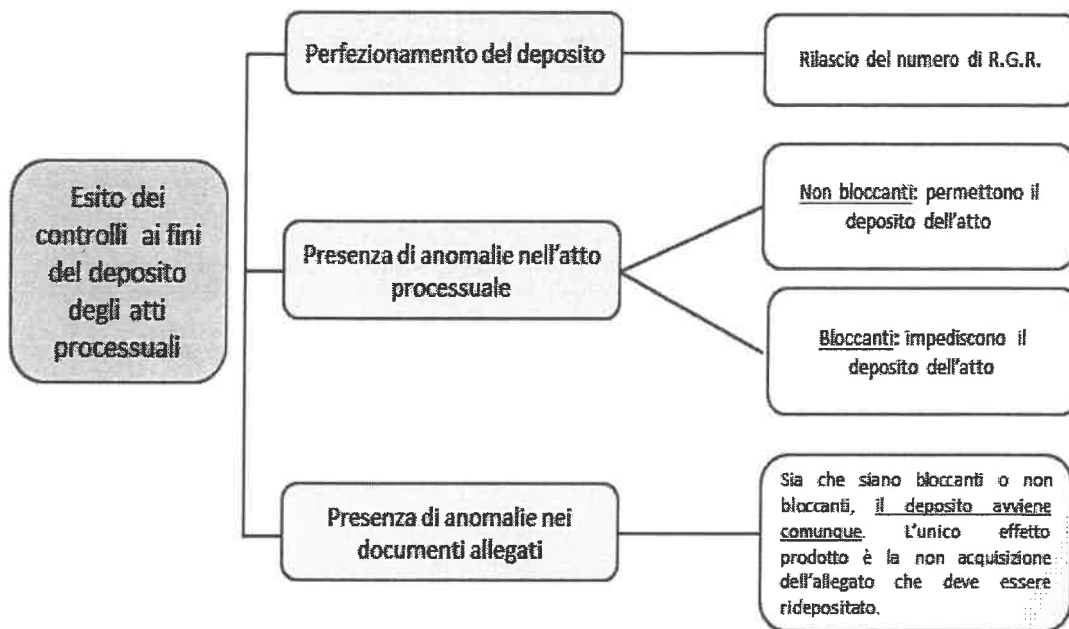 Esito dei
controlli ai fini
del deposito
degli atti
processuali
Perfezionamento del deposito
Rilascio del numero di R.G.R.
Presenza di anomalie nell'atto
processuale
Non bloccanti: permettono il
deposito dell'atto
Bloccanti: impediscono il
deposito dell'atto
Presenza di anomalie nei
documenti allegati
Sia che siano bloccanti o non
bloccanti, il deposito avviene
comunque. L'unico effetto
prodotto è la non acquisizione
dell'allegato che deve essere
ridepositato.